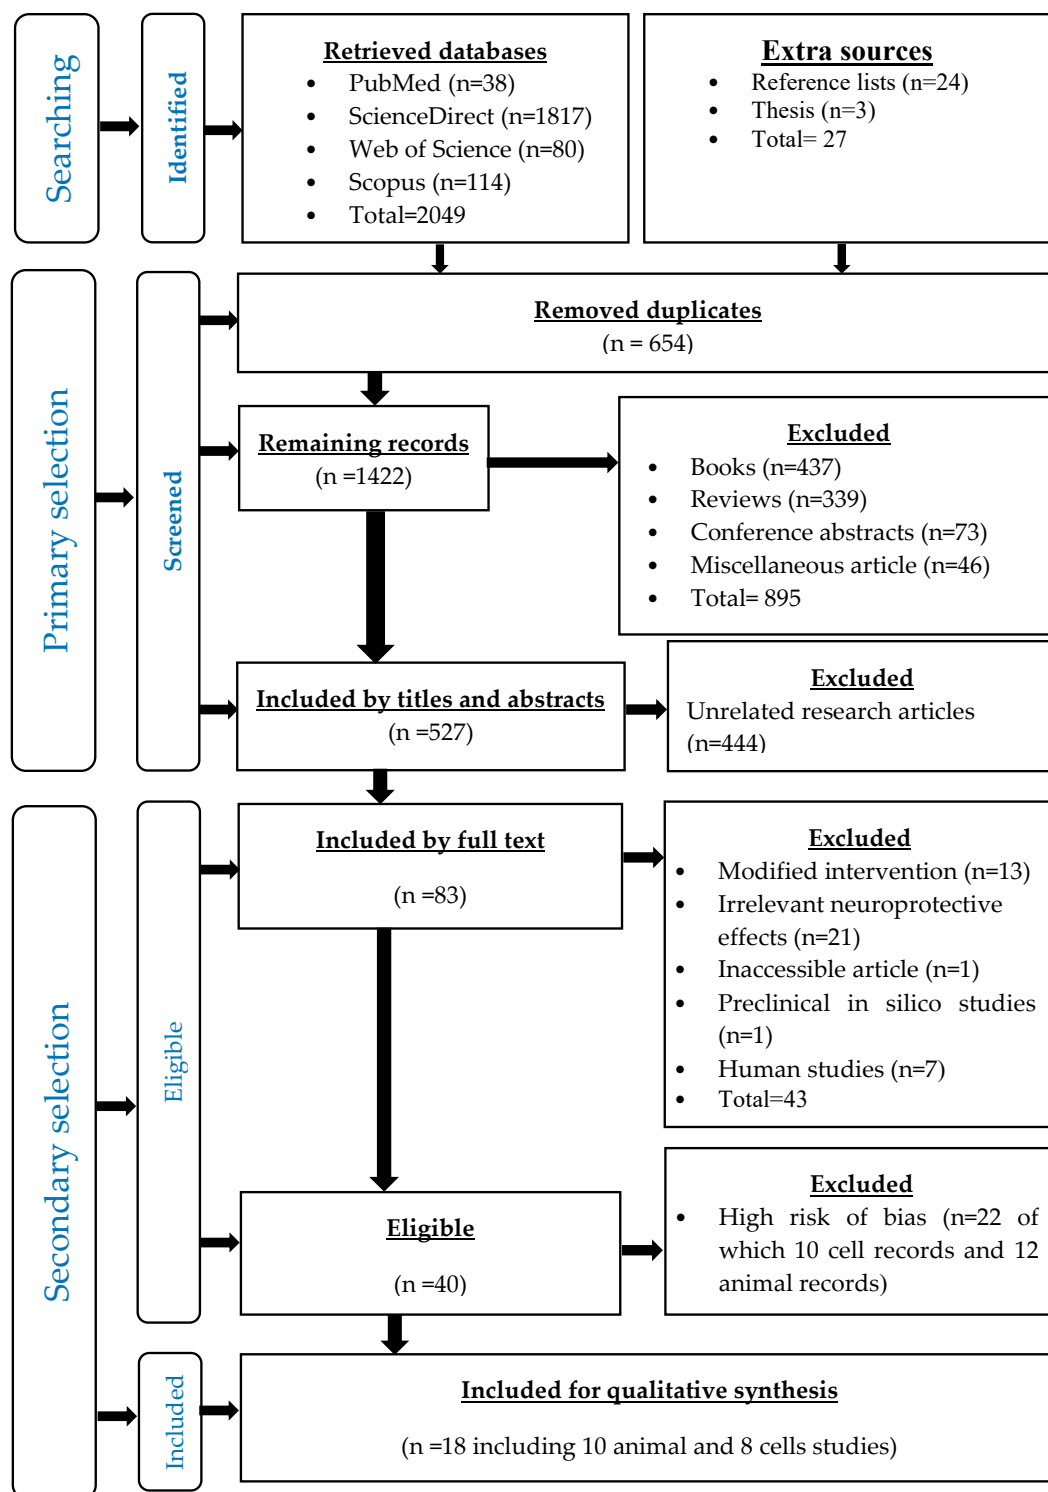 Searching
Identified
Retrieved databases
• PubMed (n=38)
• ScienceDirect (n=1817)
• Web of Science (n=80)
• Scopus (n=114)
• Total=2049
Extra sources
• Reference lists (n=24)
• Thesis (n=3)
• Total= 27
Primary selection
Screened
Removed duplicates
(n = 654)
Remaining records
(n =1422)
Excluded
• Books (n=437)
• Reviews (n=339)
• Conference abstracts (n=73)
• Miscellaneous article (n=46)
• Total= 895
Included by titles and abstracts
(n =527)
Excluded
Unrelated research articles
(n=444)
Secondary selection
Eligible
Included by full text
(n =83)
Excluded
• Modified intervention (n=13)
• Irrelevant neuroprotective
effects (n=21)
• Inaccessible article (n=1)
• Preclinical in silico studies
(n=1)
• Human studies (n=7)
• Total=43
Eligible
(n =40)
Excluded
• High risk of bias (n=22 of
which 10 cell records and 12
animal records)
Included
Included for qualitative synthesis
(n =18 including 10 animal and 8 cells studies)